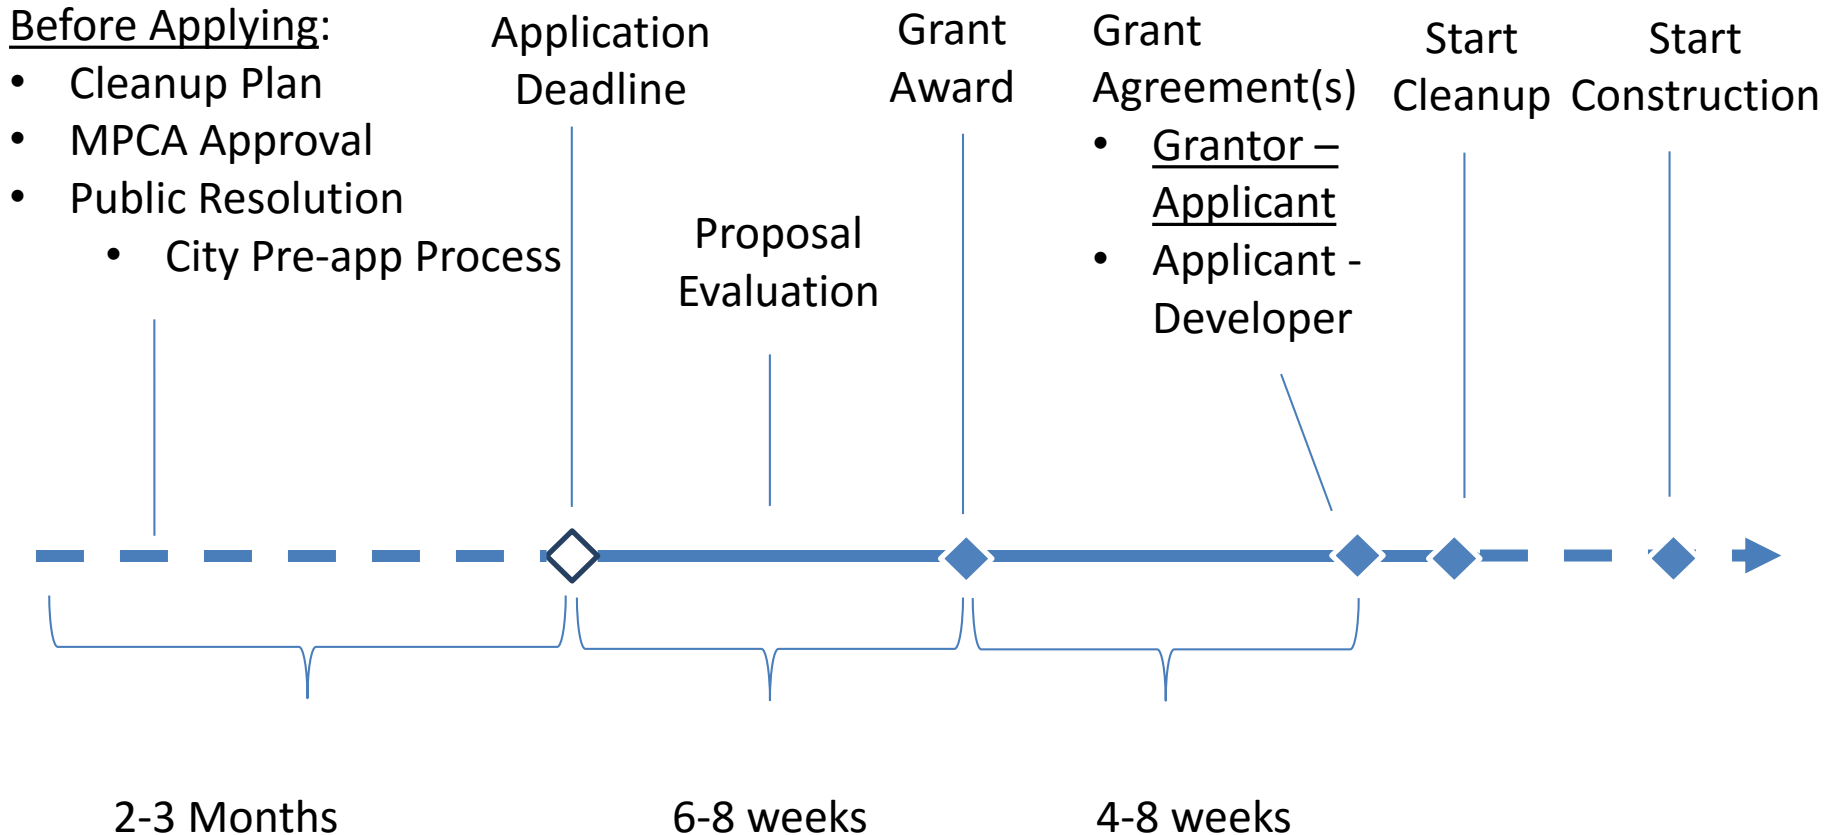 Before Applying:
• Cleanup Plan
• MPCA Approval
• Public Resolution
• City Pre-app Process
Application
Deadline
Proposal
Evaluation
Grant
Award
Grant
Agreement(s)
• Grantor –
Applicant
• Applicant -
Developer
Start
Cleanup
Start
Construction
2-3 Months
6-8 weeks
4-8 weeks